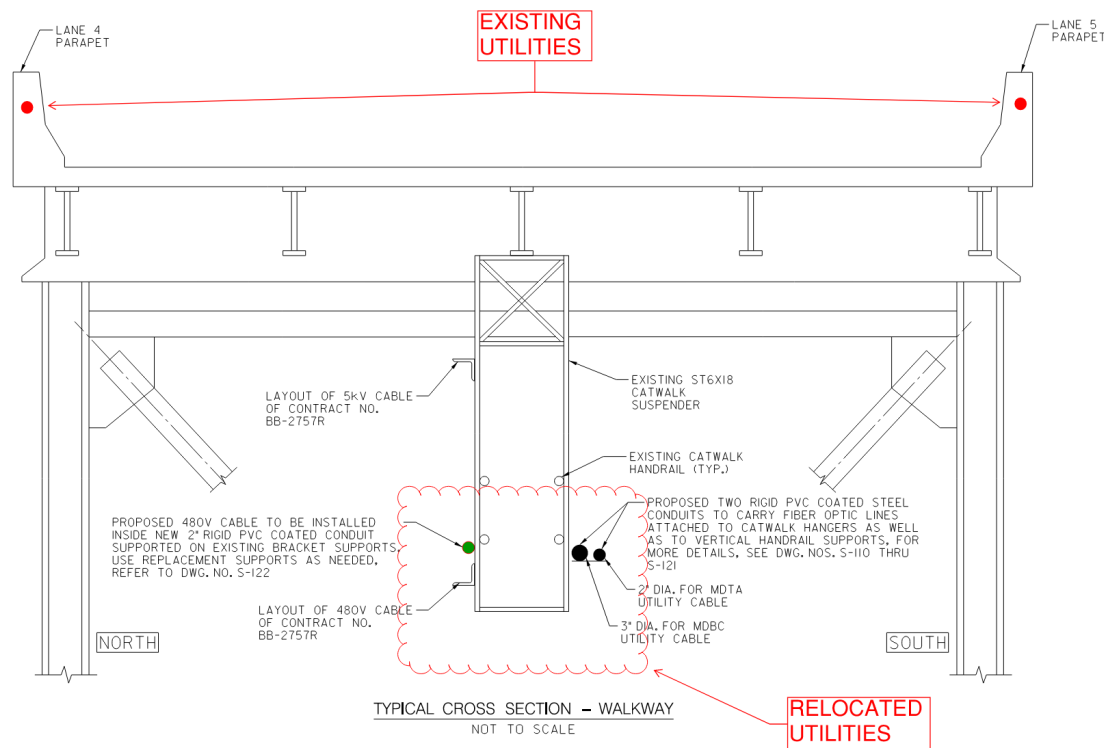 EXISTING
UTILITIES
LANE 4
PARAPET
LANE 5
PARAPET
LAYOUT OF 5kV CABLE
OF CONTRACT NO.
BB-2757R
EXISTING ST6X18
CATWALK
SUSPENDER
EXISTING CATWALK
HANDRAIL (TYP.)
PROPOSED 480V CABLE TO BE INSTALLED
INSIDE NEW 2" RIGID PVC COATED CONDUIT
SUPPORTED ON EXISTING BRACKET SUPPORTS.
USE REPLACEMENT SUPPORTS AS NEEDED.
REFER TO DWG. NO. S-122
PROPOSED TWO RIGID PVC COATED STEEL
CONDUITS TO CARRY FIBER OPTIC LINES
ATTACHED TO CATWALK HANGERS AS WELL
AS TO VERTICAL HANDRAIL SUPPORTS. FOR
MORE DETAILS, SEE DWG. NOS. S-110 THRU
S-121
2" DIA. FOR MDTA
UTILITY CABLE
3" DIA. FOR MDBC
UTILITY CABLE
LAYOUT OF 480V CABLE
OF CONTRACT NO.
BB-2757R
NORTH
SOUTH
TYPICAL CROSS SECTION - WALKWAY
NOT TO SCALE
RELOCATED
UTILITIES